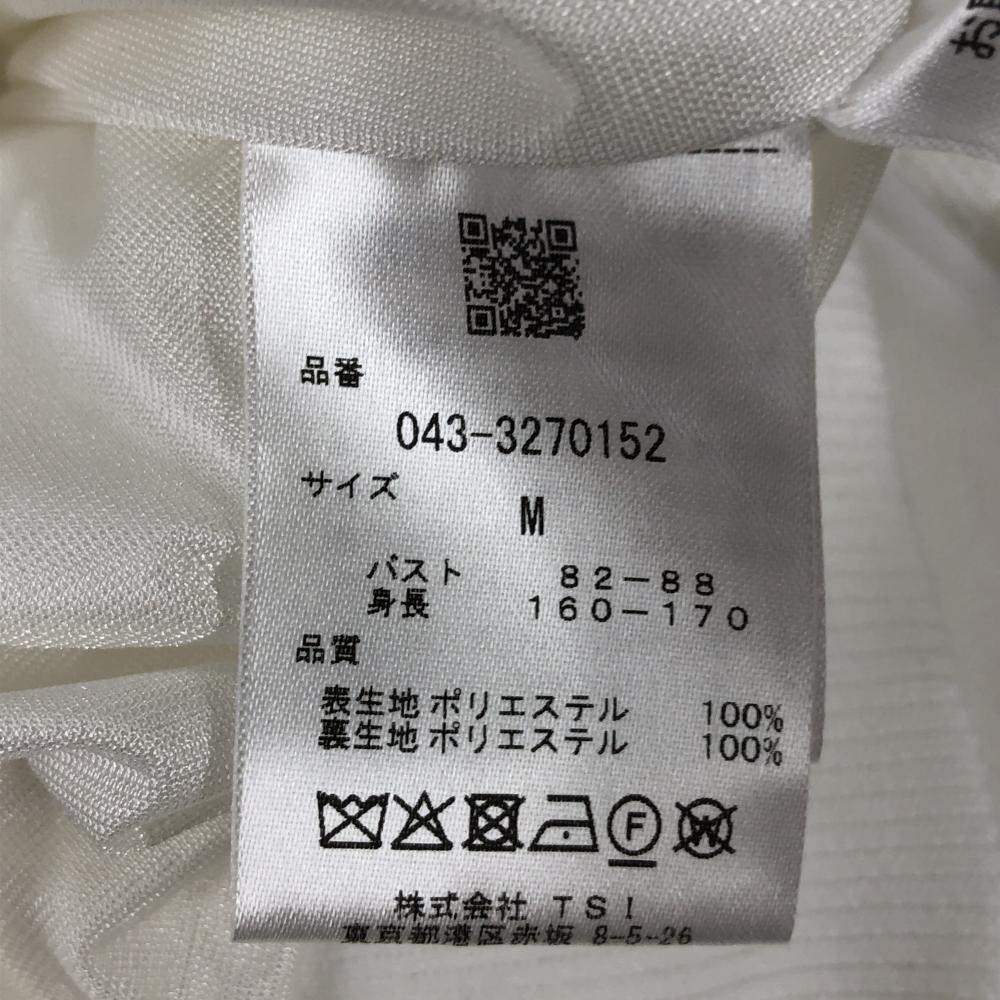 お
品番
043-3270152
サイズ
M
バスト 82-88
身長 160-170
品質
表生地 ポリエステル 100%
裏生地 ポリエステル 100%
F
W
株式会社 TSI
東京都港区赤坂 8-5-26